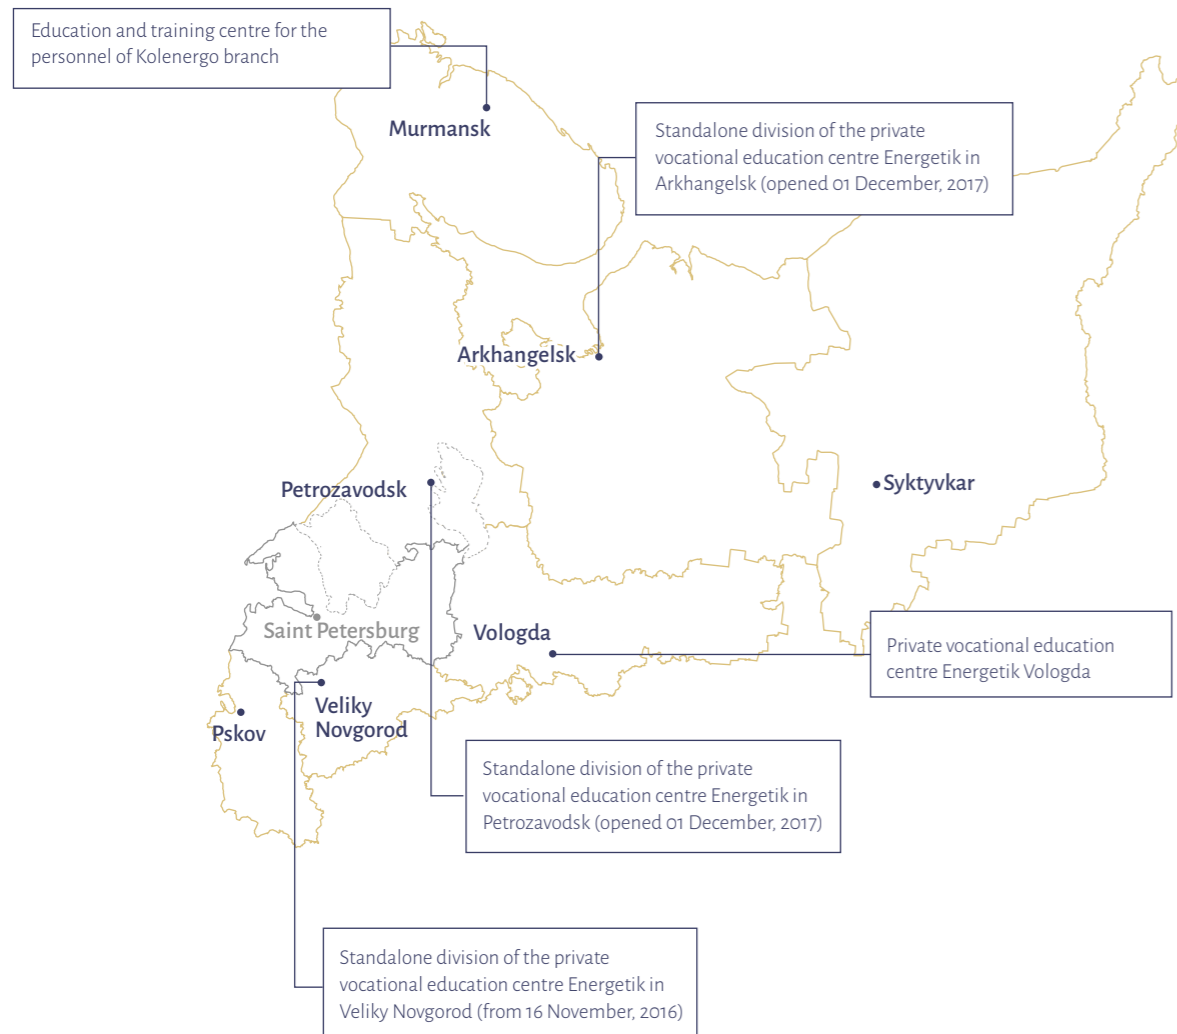 Education and training centre for the
personnel of Kolenergo branch
Murmansk
Standalone division of the private
vocational education centre Energetik in
Arkhangelsk (opened 01 December, 2017)
Arkhangelsk
Petrozavodsk
Syktyvkar
Saint Petersburg
Vologda
Private vocational education
centre Energetik Vologda
Veliky
Novgorod
Pskov
Standalone division of the private
vocational education centre Energetik in
Petrozavodsk (opened 01 December, 2017)
Standalone division of the private
vocational education centre Energetik in
Veliky Novgorod (from 16 November, 2016)